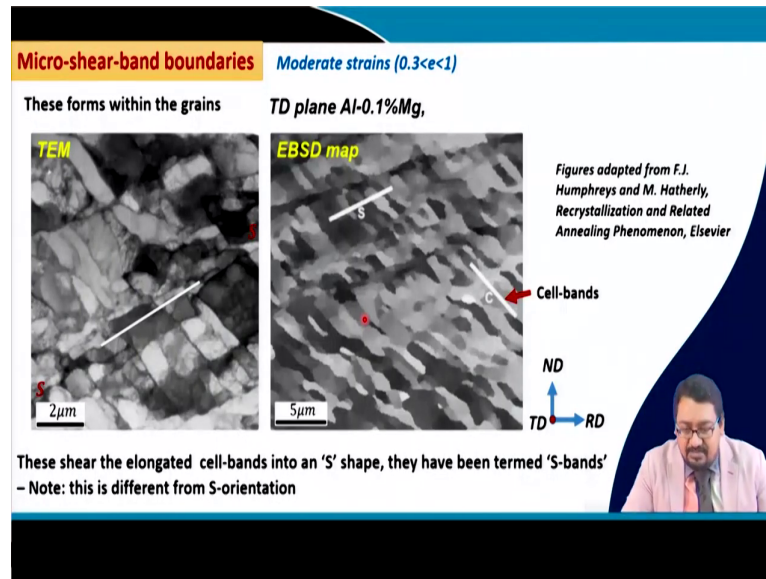 Micro-shear-band boundaries
Moderate strains (0.3<e<1)
These forms within the grains
TD plane Al-0.1%Mg,
TEM
S
S
2μm
EBSD map
S
C
5μm
Figures adapted from F.J.
Humphreys and M. Hatherly,
Recrystallization and Related
Annealing Phenomenon, Elsevier
Cell-bands
ND
TD
RD
These shear the elongated cell-bands into an ‘S’ shape, they have been termed ‘S-bands’
– Note: this is different from S-orientation